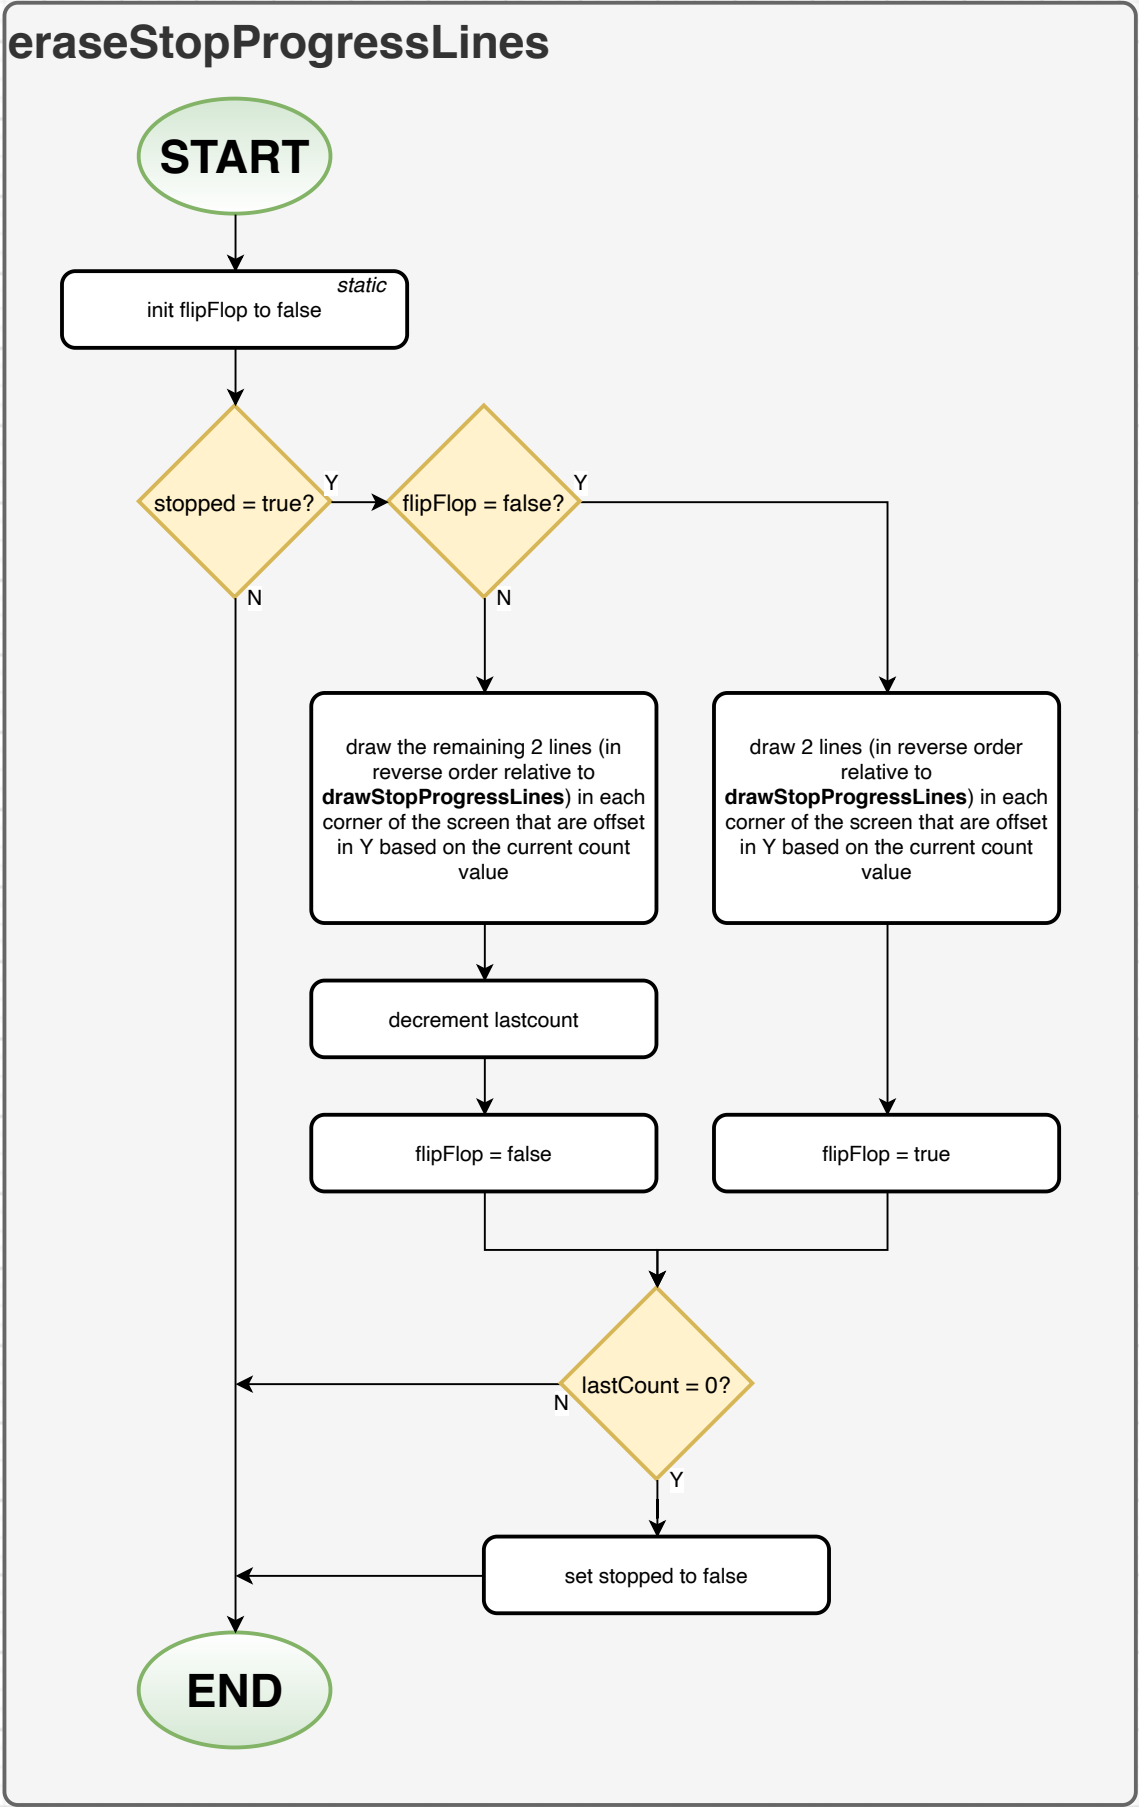 eraseStopProgressLines
START
static
init flipFlop to false
stopped = true?
Y
N
flipFlop = false?
Y
N
draw the remaining 2 lines (in
reverse order relative to
drawStopProgressLines) in each
corner of the screen that are offset
in Y based on the current count
value
draw 2 lines (in reverse order
relative to
drawStopProgressLines) in each
corner of the screen that are offset
in Y based on the current count
value
decrement lastcount
flipFlop = false
flipFlop = true
lastCount = 0?
N
Y
set stopped to false
END